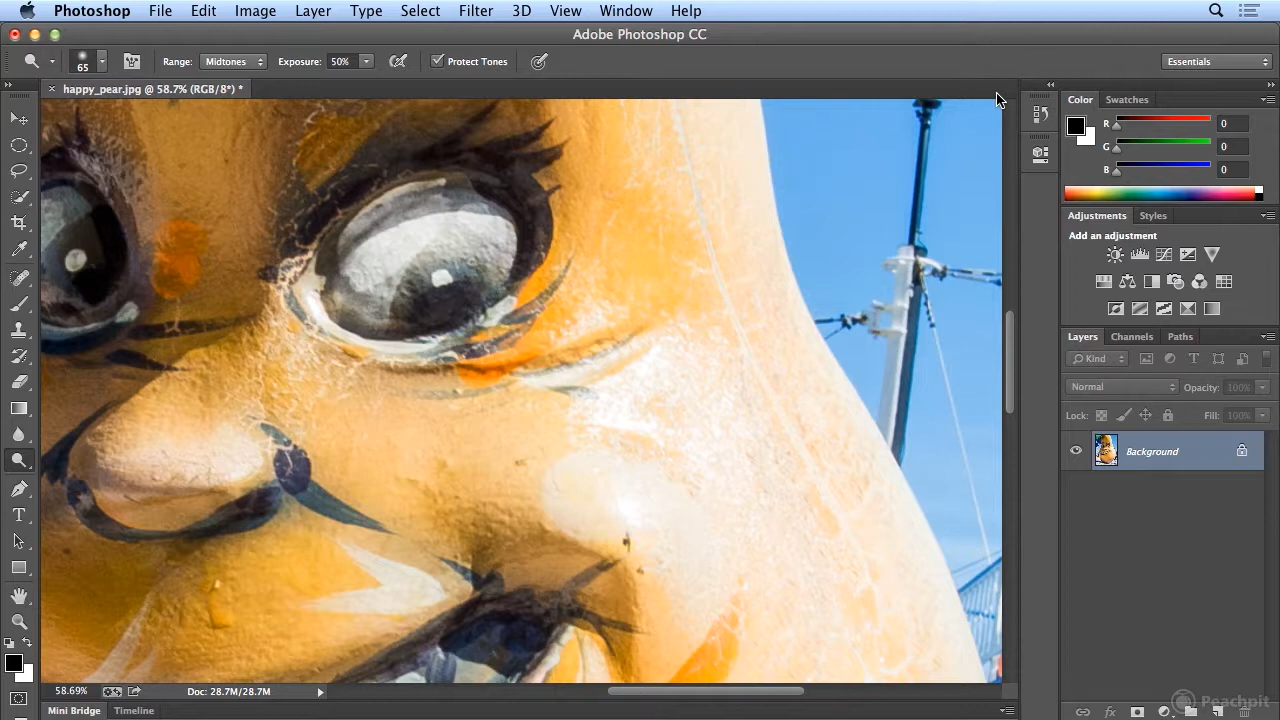 Photoshop File Edit Image Layer Type Select Filter 3D View Window Help
Adobe Photoshop CC
65 Range: Midtones Exposure: 50% Protect Tones Essentials
happy_pear.jpg @ 58.7% (RGB/8*) *
Color Swatches
R 0
G 0
B 0
Adjustments Styles
Add an adjustment
Layers Channels Paths
Kind T
Normal Opacity: 100%
Lock: Fill: 100%
Background
58.69% Doc: 28.7M/28.7M
fx
Peachpit
Mini Bridge Timeline